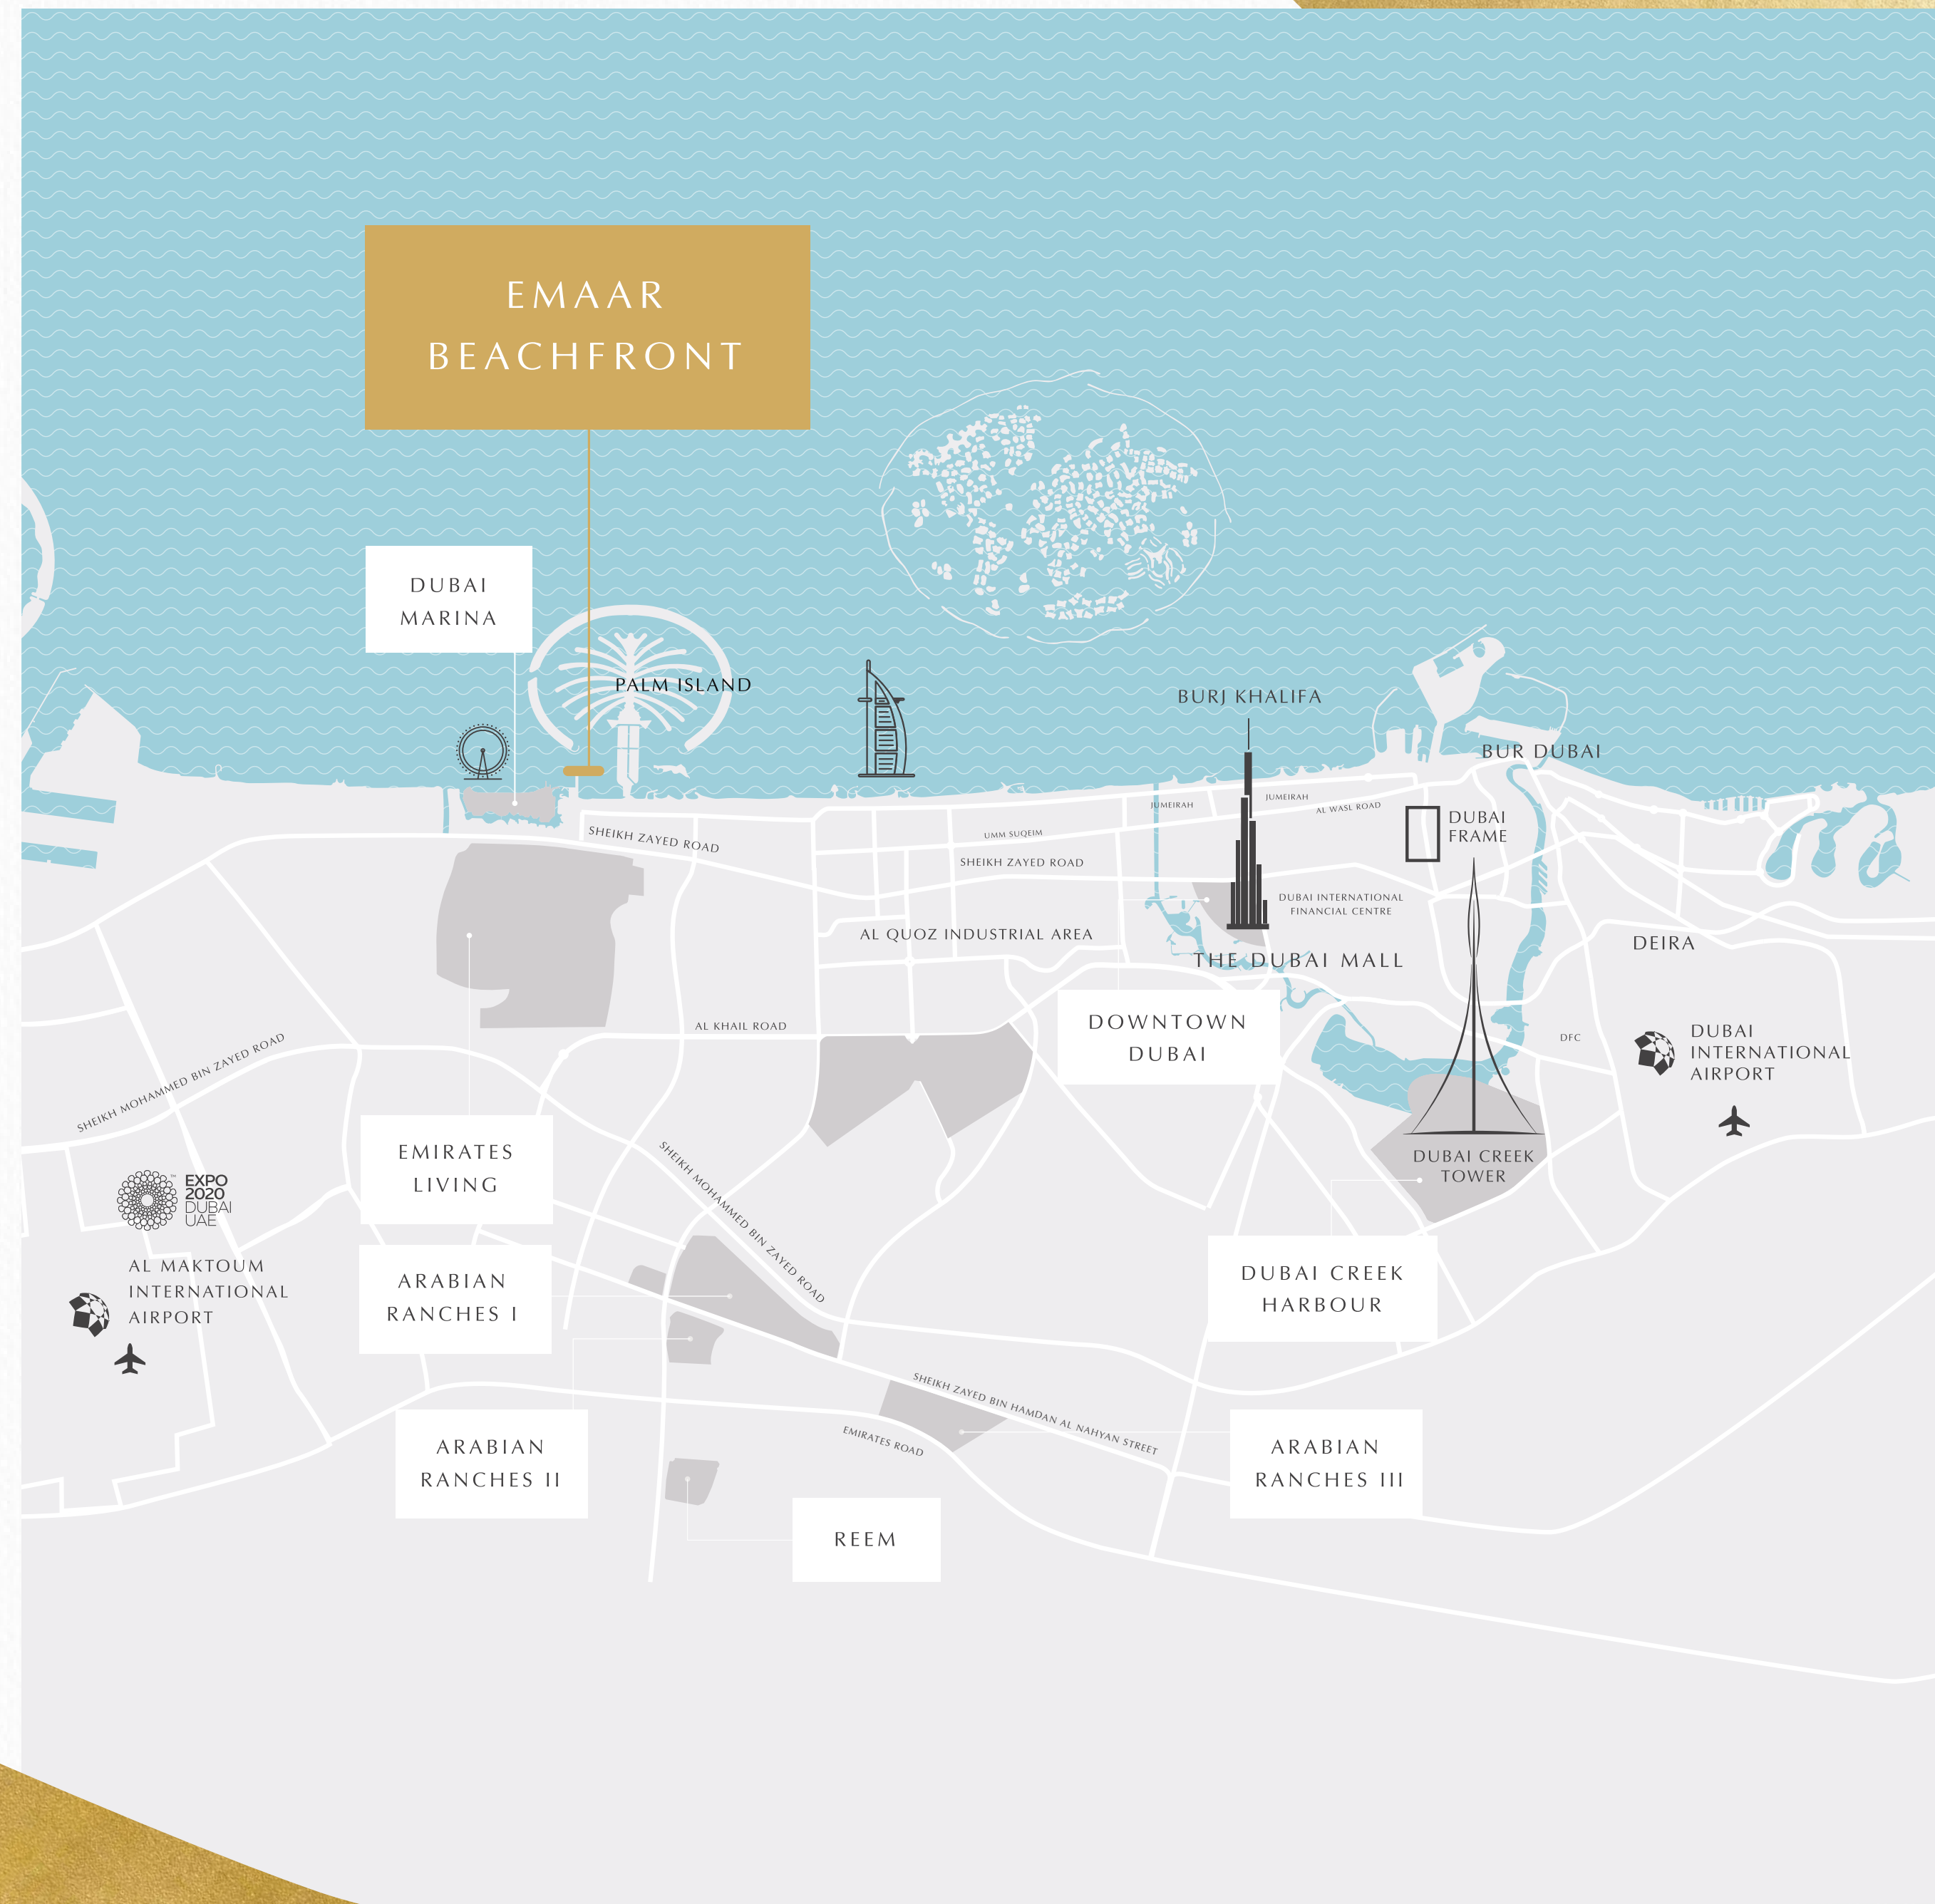 EMAAR
BEACHFRONT
DUBAI
MARINA
PALM ISLAND
BURJ KHALIFA
BUR DUBAI
JUMEIRAH
JUMEIRAH
AL WASL ROAD
DUBAI
FRAME
SHEIKH ZAYED ROAD
UMM SUQEIM
SHEIKH ZAYED ROAD
DUBAI INTERNATIONAL
FINANCIAL CENTRE
AL QUOZ INDUSTRIAL AREA
DEIRA
THE DUBAI MALL
AL KHAIL ROAD
DOWNTOWN
DUBAI
DFC
DUBAI
INTERNATIONAL
AIRPORT
SHEIKH MOHAMMED BIN ZAYED ROAD
EMIRATES
LIVING
SHEIKH MOHAMMED BIN ZAYED ROAD
DUBAI CREEK
TOWER
EXPO
2020
DUBAI
UAE
™
AL MAKTOUM
INTERNATIONAL
AIRPORT
ARABIAN
RANCHES I
DUBAI CREEK
HARBOUR
SHEIKH ZAYED BIN HAMDAN AL NAHYAN STREET
EMIRATES ROAD
ARABIAN
RANCHES II
ARABIAN
RANCHES III
REEM